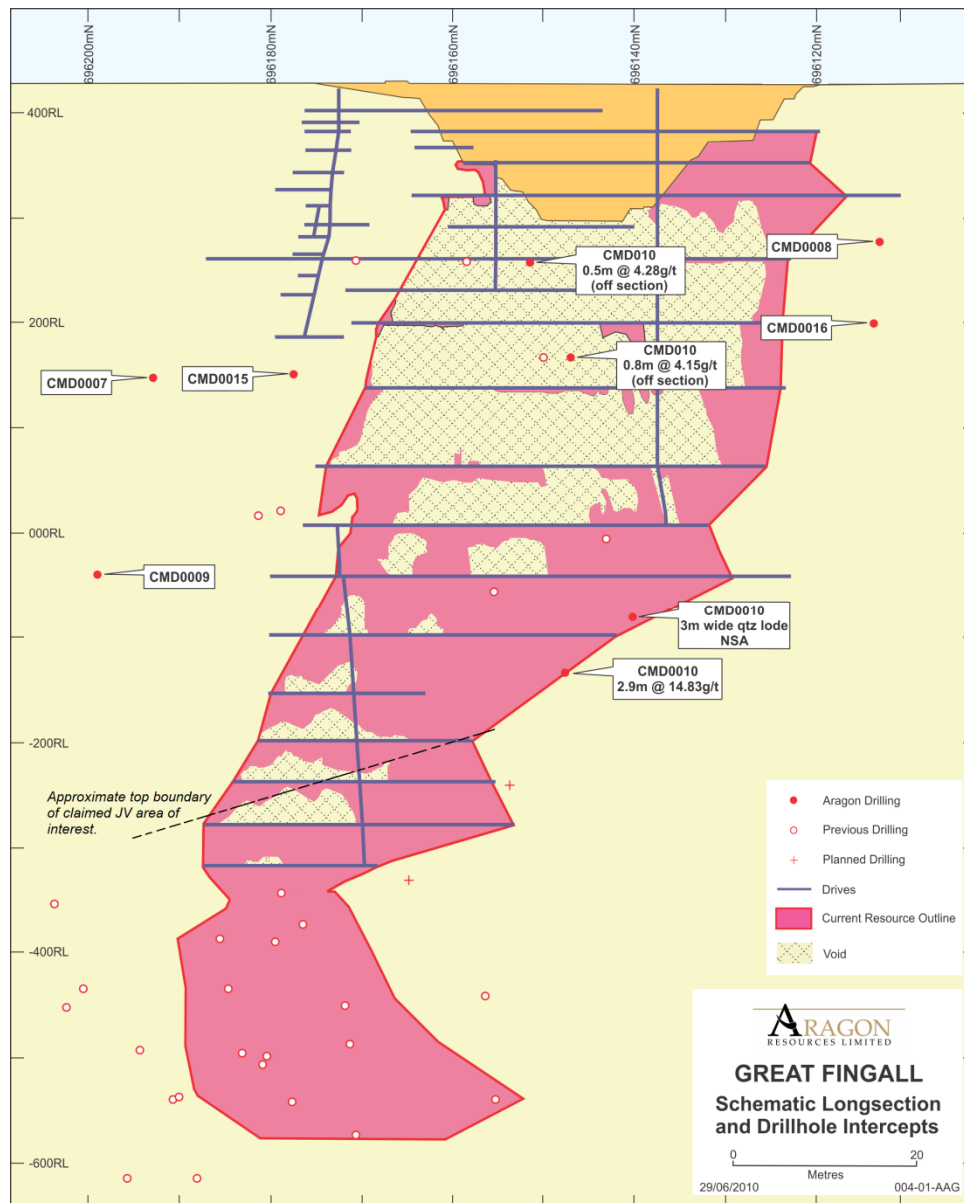 696200mN
696180mN
696160mN
696140mN
696120mN
400RL
200RL
000RL
-200RL
-400RL
-600RL
CMD0008
CMD010
0.5m @ 4.28g/t
(off section)
CMD0016
CMD010
0.8m @ 4.15g/t
(off section)
CMD0007
CMD0015
CMD0009
CMD0010
3m wide qtz lode
NSA
CMD0010
2.9m @ 14.83g/t
Approximate top boundary
of claimed JV area of
interest.
Aragon Drilling
Previous Drilling
Planned Drilling
Drives
Current Resource Outline
Void
ARAGON
RESOURCES LIMITED
GREAT FINGALL
Schematic Longsection
and Drillhole Intercepts
0 20
Metres
29/06/2010 004-01-AAG